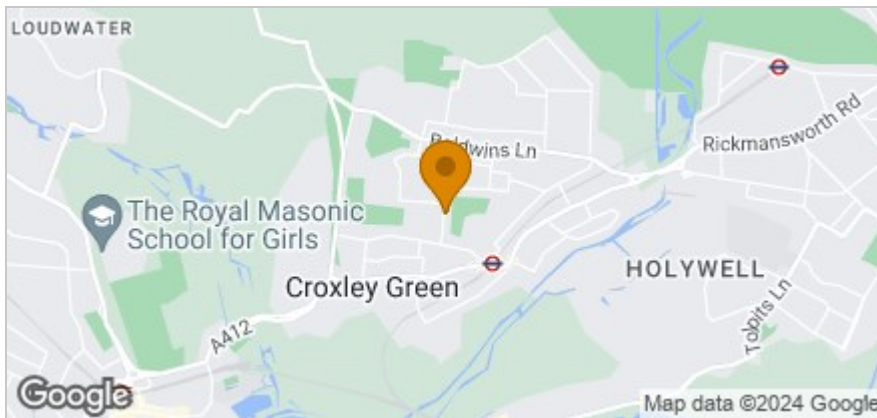 LOUDWATER
Baldwins Ln
Rickmansworth Rd
The Royal Masonic
School for Girls
Croxley Green
HOLYWELL
A412
Tolpits Ln
Google
Map data ©2024 Google